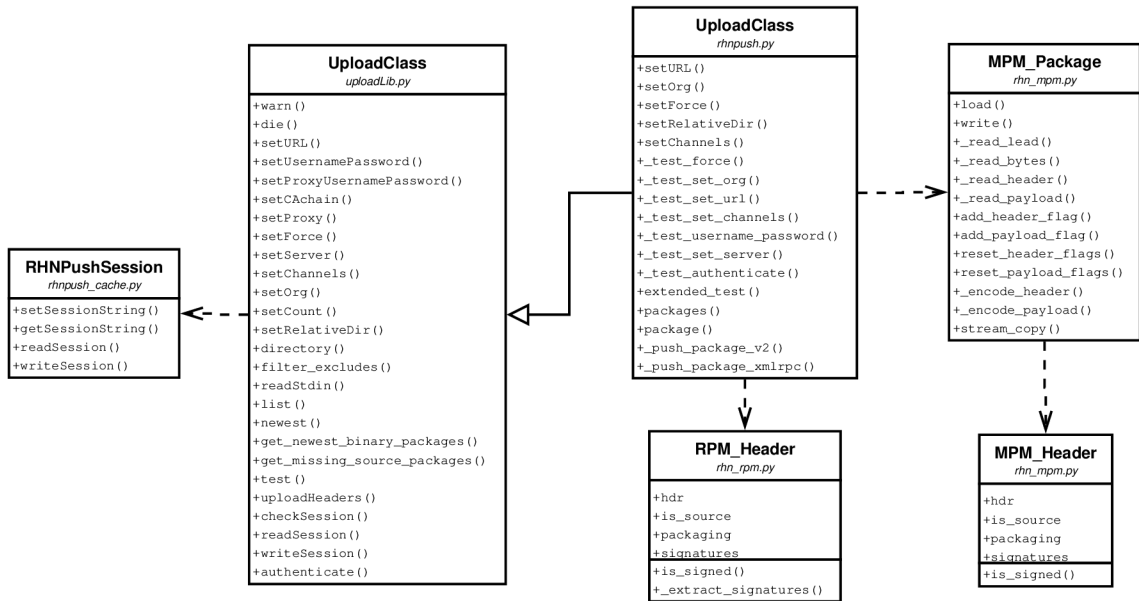 RHNPushSession
rhnpush_cache.py
+setSessionString()
+getSessionString()
+readSession()
+writeSession()
UploadClass
uploadLib.py
+warn()
+die()
+setURL()
+setUsernamePassword()
+setProxyUsernamePassword()
+setCAchain()
+setProxy()
+setForce()
+setServer()
+setChannels()
+setOrg()
+setCount()
+setRelativeDir()
+directory()
+filter_excludes()
+readStdin()
+list()
+newest()
+get_newest_binary_packages()
+get_missing_source_packages()
+test()
+uploadHeaders()
+checkSession()
+readSession()
+writeSession()
+authenticate()
UploadClass
rhnpush.py
+setURL()
+setOrg()
+setForce()
+setRelativeDir()
+setChannels()
+_test_force()
+_test_set_org()
+_test_set_url()
+_test_set_channels()
+_test_username_password()
+_test_set_server()
+_test_authenticate()
+extended_test()
+packages()
+package()
+_push_package_v2()
+_push_package_xmlrpc()
RPM_Header
rhn_rpm.py
+hdr
+is_source
+packaging
+signatures
+is_signed()
+_extract_signatures()
MPM_Package
rhn_mpm.py
+load()
+write()
+_read_lead()
+_read_bytes()
+_read_header()
+_read_payload()
+add_header_flag()
+add_payload_flag()
+reset_header_flags()
+reset_payload_flags()
+_encode_header()
+_encode_payload()
+stream_copy()
MPM_Header
rhn_mpm.py
+hdr
+is_source
+packaging
+signatures
+is_signed()